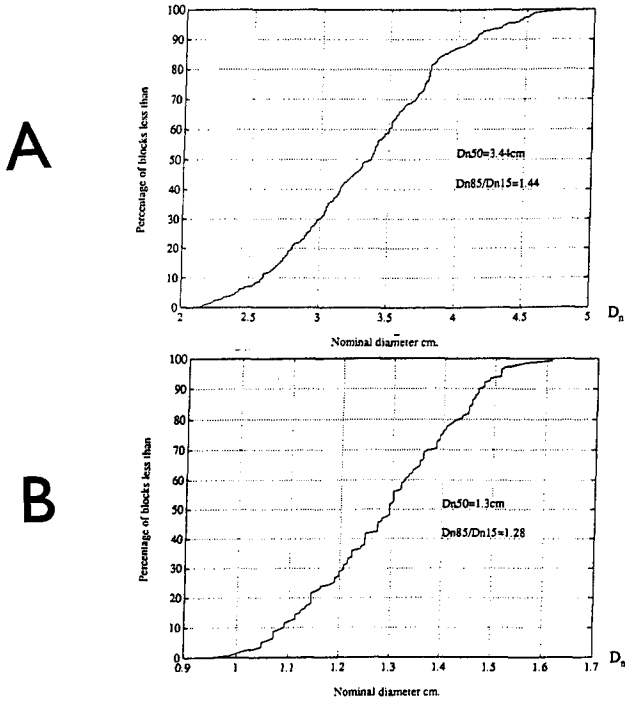 A
Percentage of blocks less than
100
90
80
70
60
50
40
30
20
10
0
Dn50=3.44cm
Dn85/Dn15=1.44
2 2.5 3 3.5 4 4.5 5 Dn
Nominal diameter cm.
B
Percentage of blocks less than
100
90
80
70
60
50
40
30
20
10
0
Dn50=1.3cm
Dn85/Dn15=1.28
0.9 1 1.1 1.2 1.3 1.4 1.5 1.6 1.7 Dn
Nominal diameter cm.